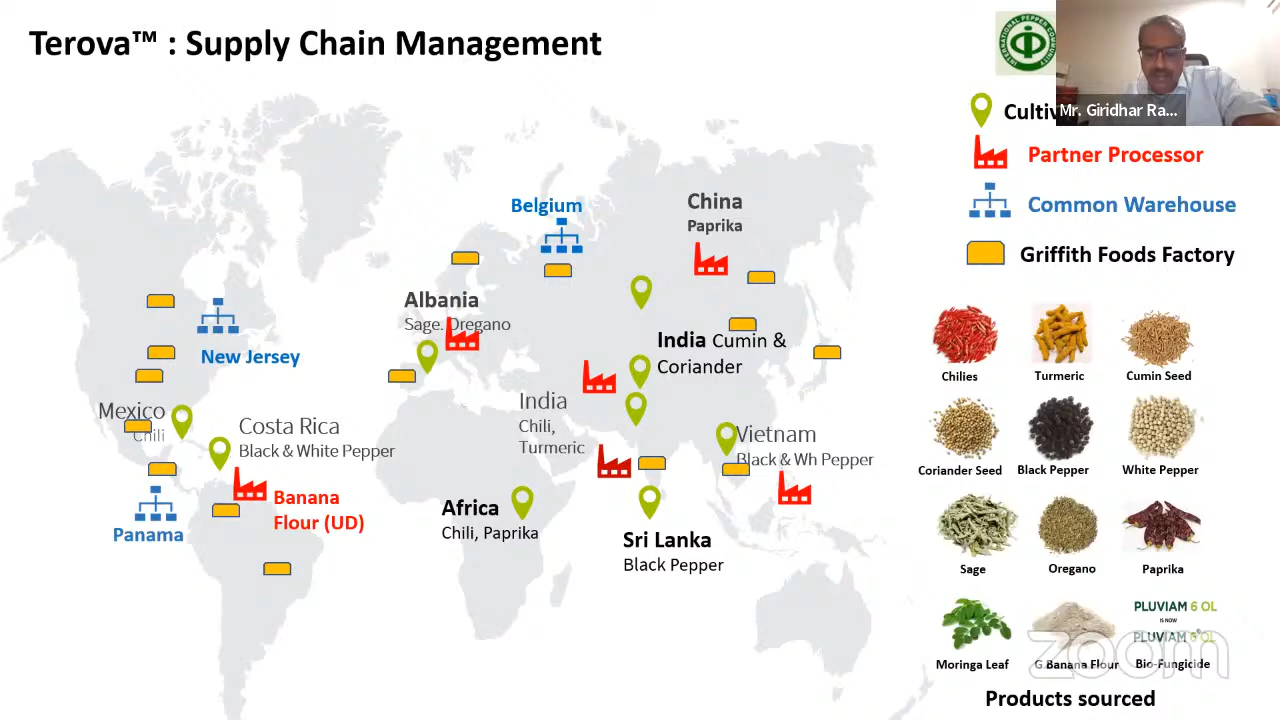 Terova™ : Supply Chain Management
INTERNATIONAL PEPPER COMMUNITY
Mr. Giridhar Ra...
Partner Processor
Common Warehouse
Griffith Foods Factory
Belgium
China
Paprika
Albania
Sage. Oregano
New Jersey
India Cumin &
Coriander
Mexico
Chili
Costa Rica
Black & White Pepper
India
Chili,
Turmeric
Vietnam
Black & Wh Pepper
Banana
Flour (UD)
Panama
Africa
Chili, Paprika
Sri Lanka
Black Pepper
Chilies
Turmeric
Cumin Seed
Coriander Seed
Black Pepper
White Pepper
Sage
Oregano
Paprika
PLUVIAM 6 OL
IS NOW
PLUVIAM 6 OL
Moringa Leaf
G.Banana Flour
Bio-Fungicide
zoom
Products sourced